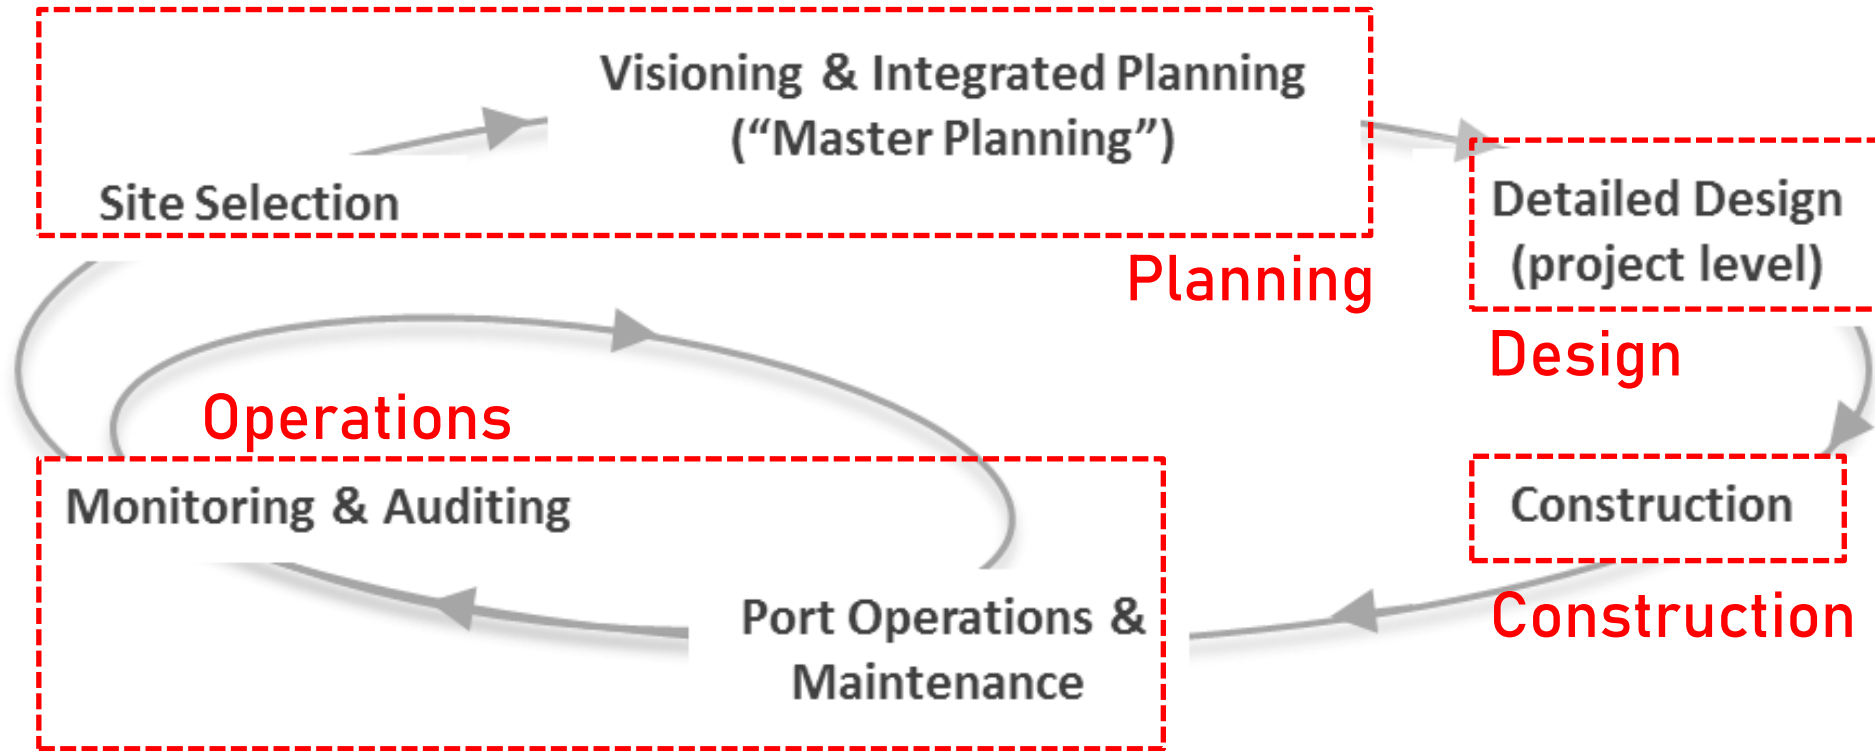 Visioning & Integrated Planning
(“Master Planning”)
Site Selection
Detailed Design
(project level)
Planning
Design
Operations
Monitoring & Auditing
Construction
Port Operations &
Maintenance
Construction